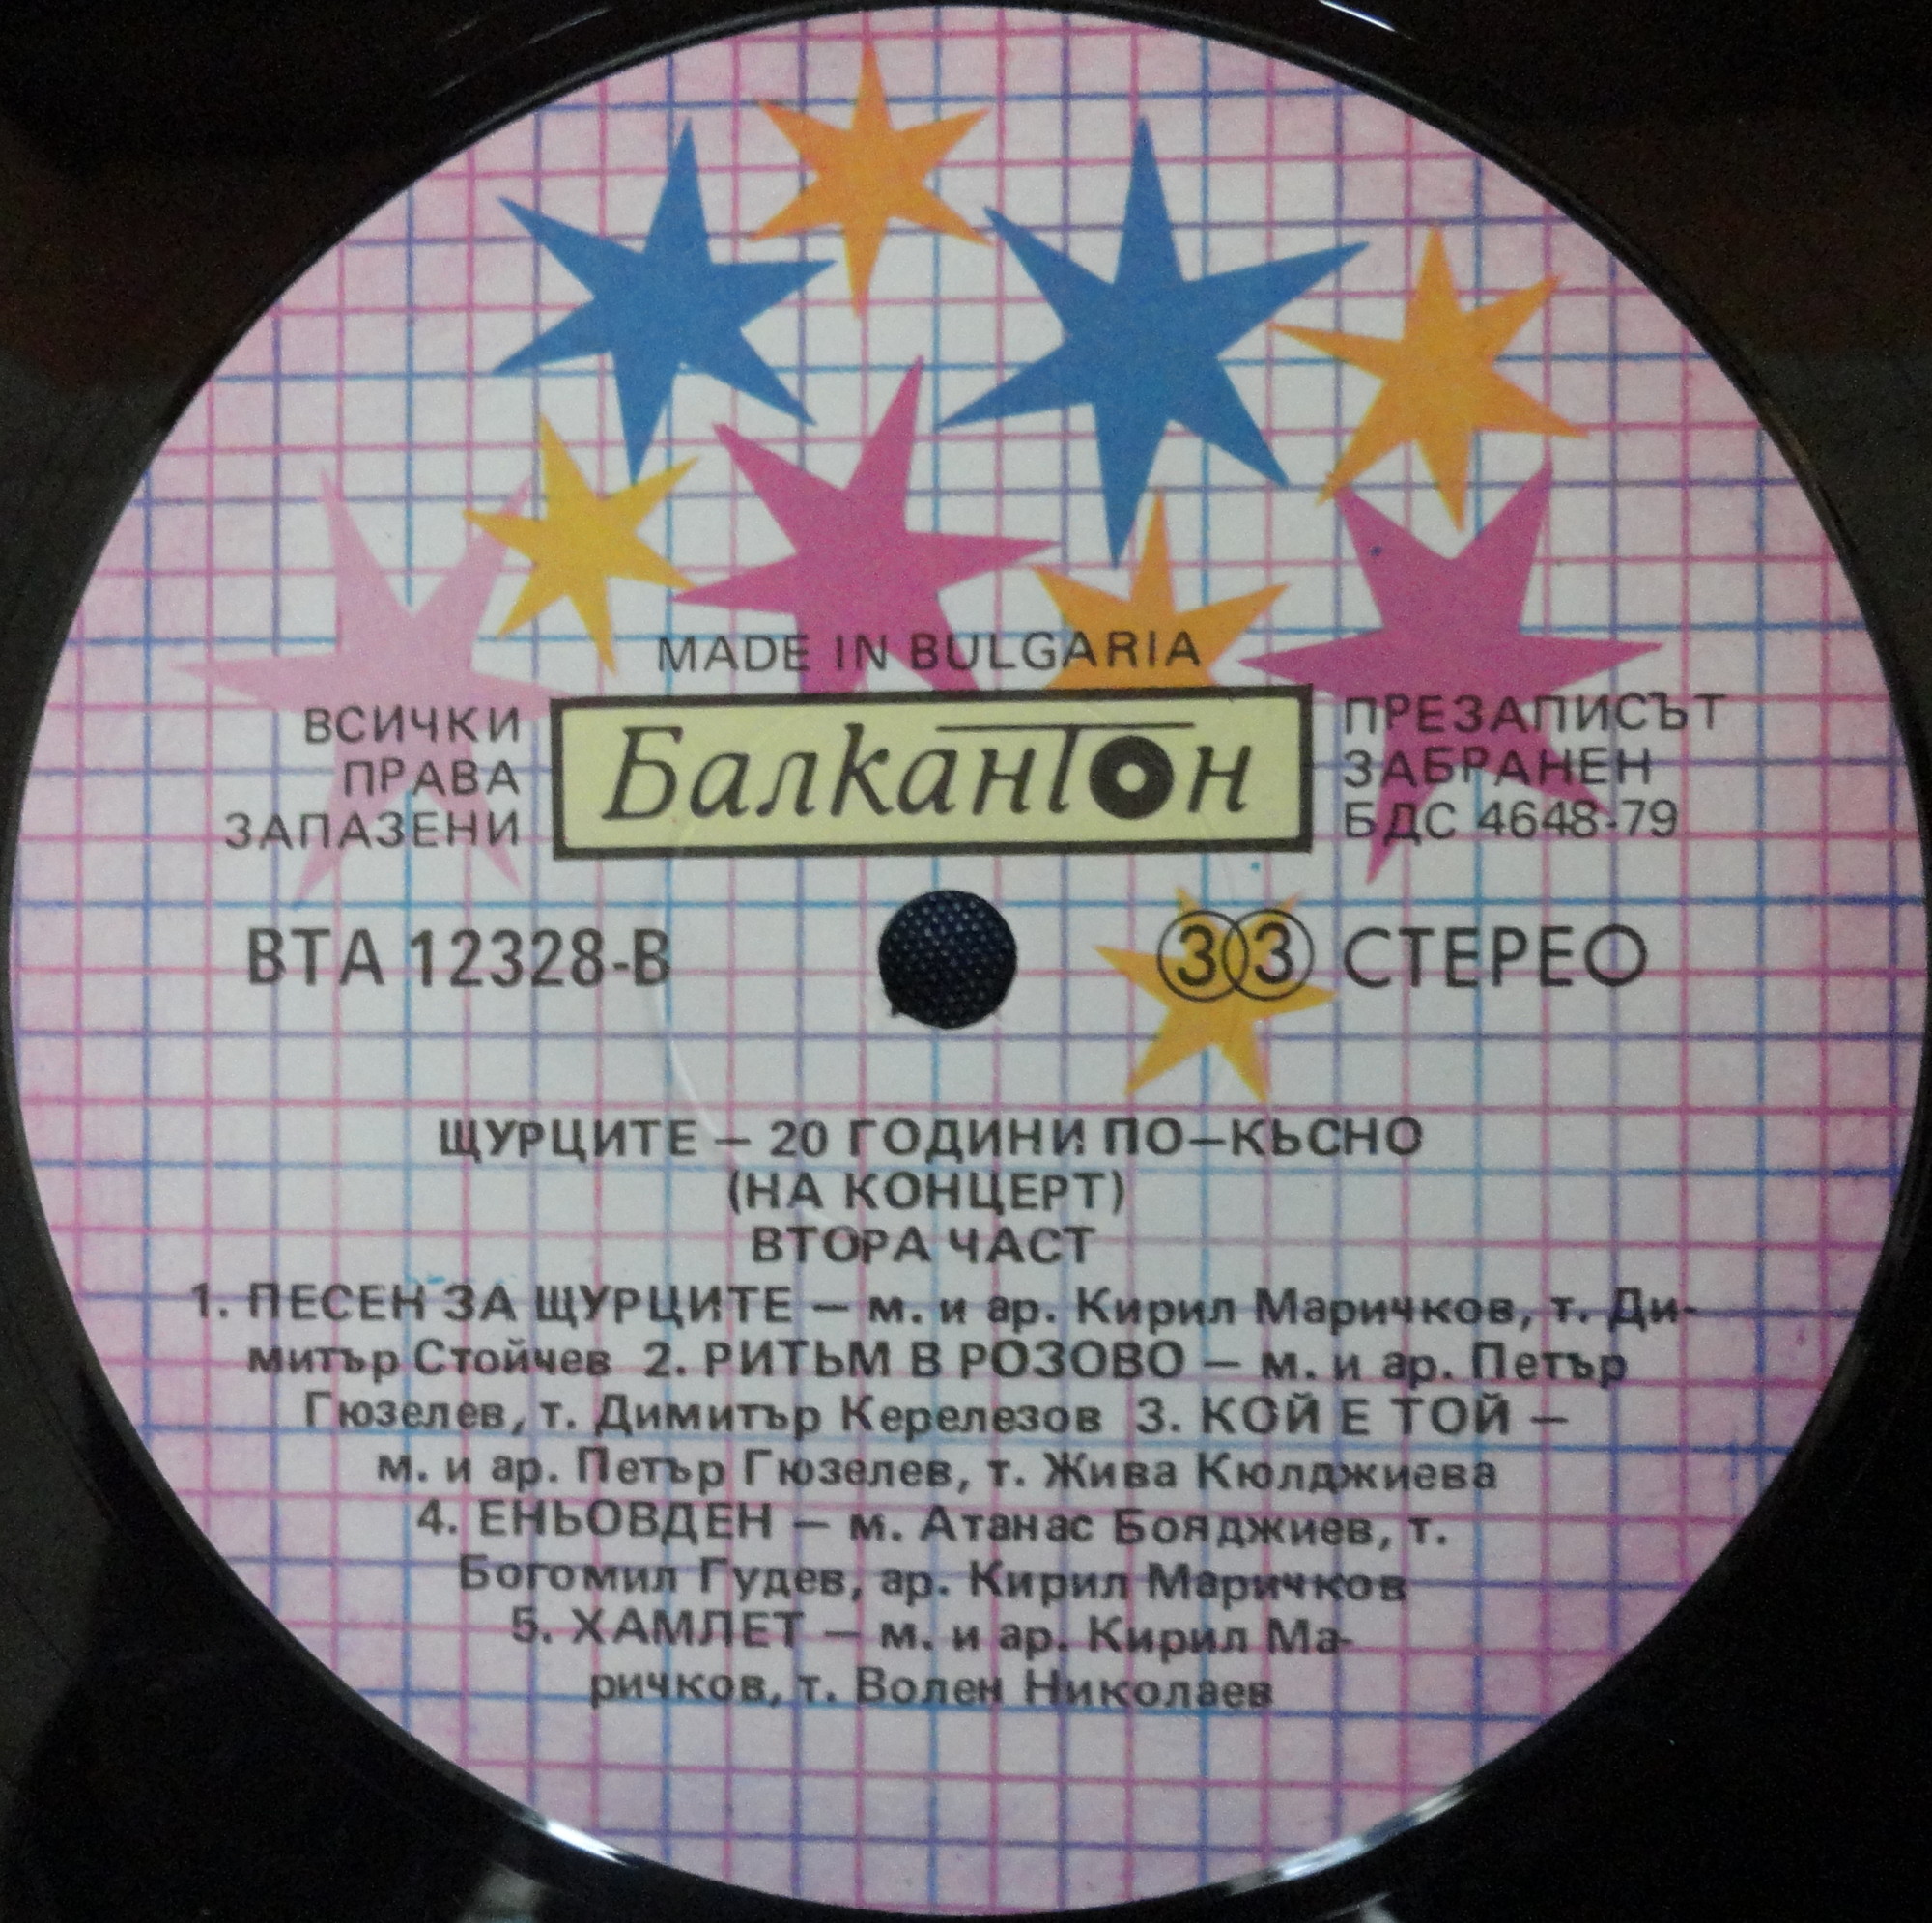 MADE IN BULGARIA
ВСИЧКИ
ПРАВА
ЗАПАЗЕНИ
Балкантон
ПРЕЗАПИСЪТ
ЗАБРАНЕН
БДС 4648-79
ВТА 12328-В
33 СТЕРЕО
ЩУРЦИТЕ – 20 ГОДИНИ ПО–КЪСНО
(НА КОНЦЕРТ)
ВТОРА ЧАСТ
1. ПЕСЕН ЗА ЩУРЦИТЕ – м. и ар. Кирил Маричков, т. Ди-
митър Стойчев 2. РИТЪМ В РОЗОВО – м. и ар. Петър
Гюзелев, т. Димитър Керелезов 3. КОЙ Е ТОЙ –
м. и ар. Петър Гюзелев, т. Жива Кюлджиева
4. ЕНЬОВДЕН – м. Атанас Бояджиев, т.
Богомил Гудев, ар. Кирил Маричков
5. ХАМЛЕТ – м. и ар. Кирил Ма-
ричков, т. Волен Николаев